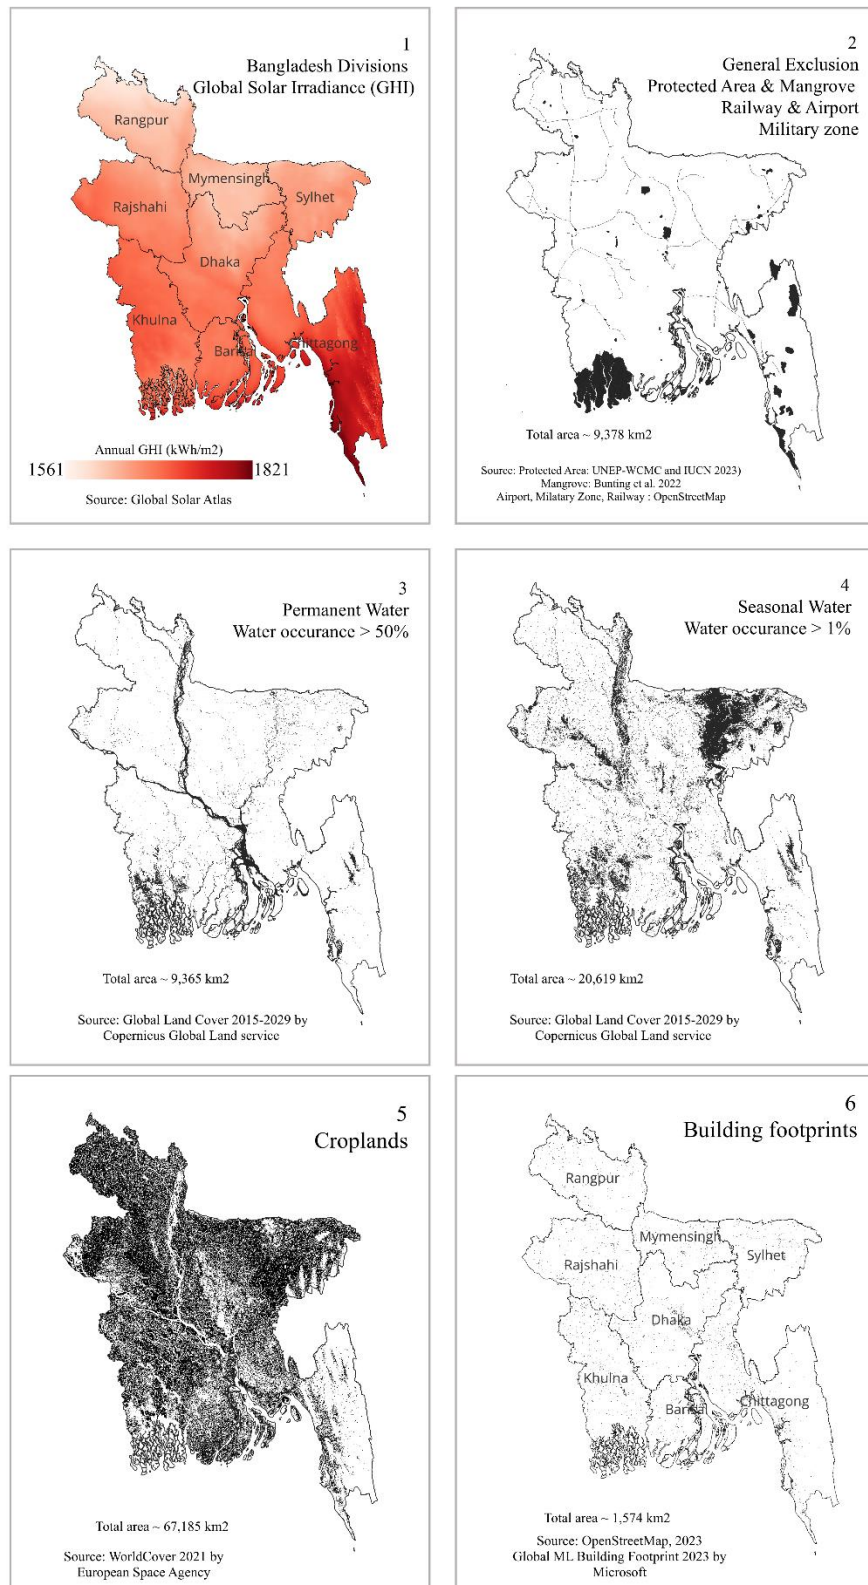 1
Bangladesh Divisions
Global Solar Irradiance (GHI)
Rangpur
Mymensingh
Sylhet
Rajshahi
Dhaka
Khulna
Barisal
Chittagong
Annual GHI (kWh/m2)
1561
1821
Source: Global Solar Atlas
2
General Exclusion
Protected Area & Mangrove
Railway & Airport
Military zone
Total area ~ 9,378 km2
Source: Protected Area: UNEP-WCMC and IUCN 2023)
Mangrove: Bunting et al. 2022
Airport, Milatary Zone, Railway : OpenStreetMap
3
Permanent Water
Water occurance > 50%
Total area ~ 9,365 km2
Source: Global Land Cover 2015-2029 by
Copernicus Global Land service
4
Seasonal Water
Water occurance > 1%
Total area ~ 20,619 km2
Source: Global Land Cover 2015-2029 by
Copernicus Global Land service
5
Croplands
Total area ~ 67,185 km2
Source: WorldCover 2021 by
European Space Agency
6
Building footprints
Rangpur
Mymensingh
Sylhet
Rajshahi
Dhaka
Khulna
Barisal
Chittagong
Total area ~ 1,574 km2
Source: OpenStreetMap, 2023
Global ML Building Footprint 2023 by
Microsoft